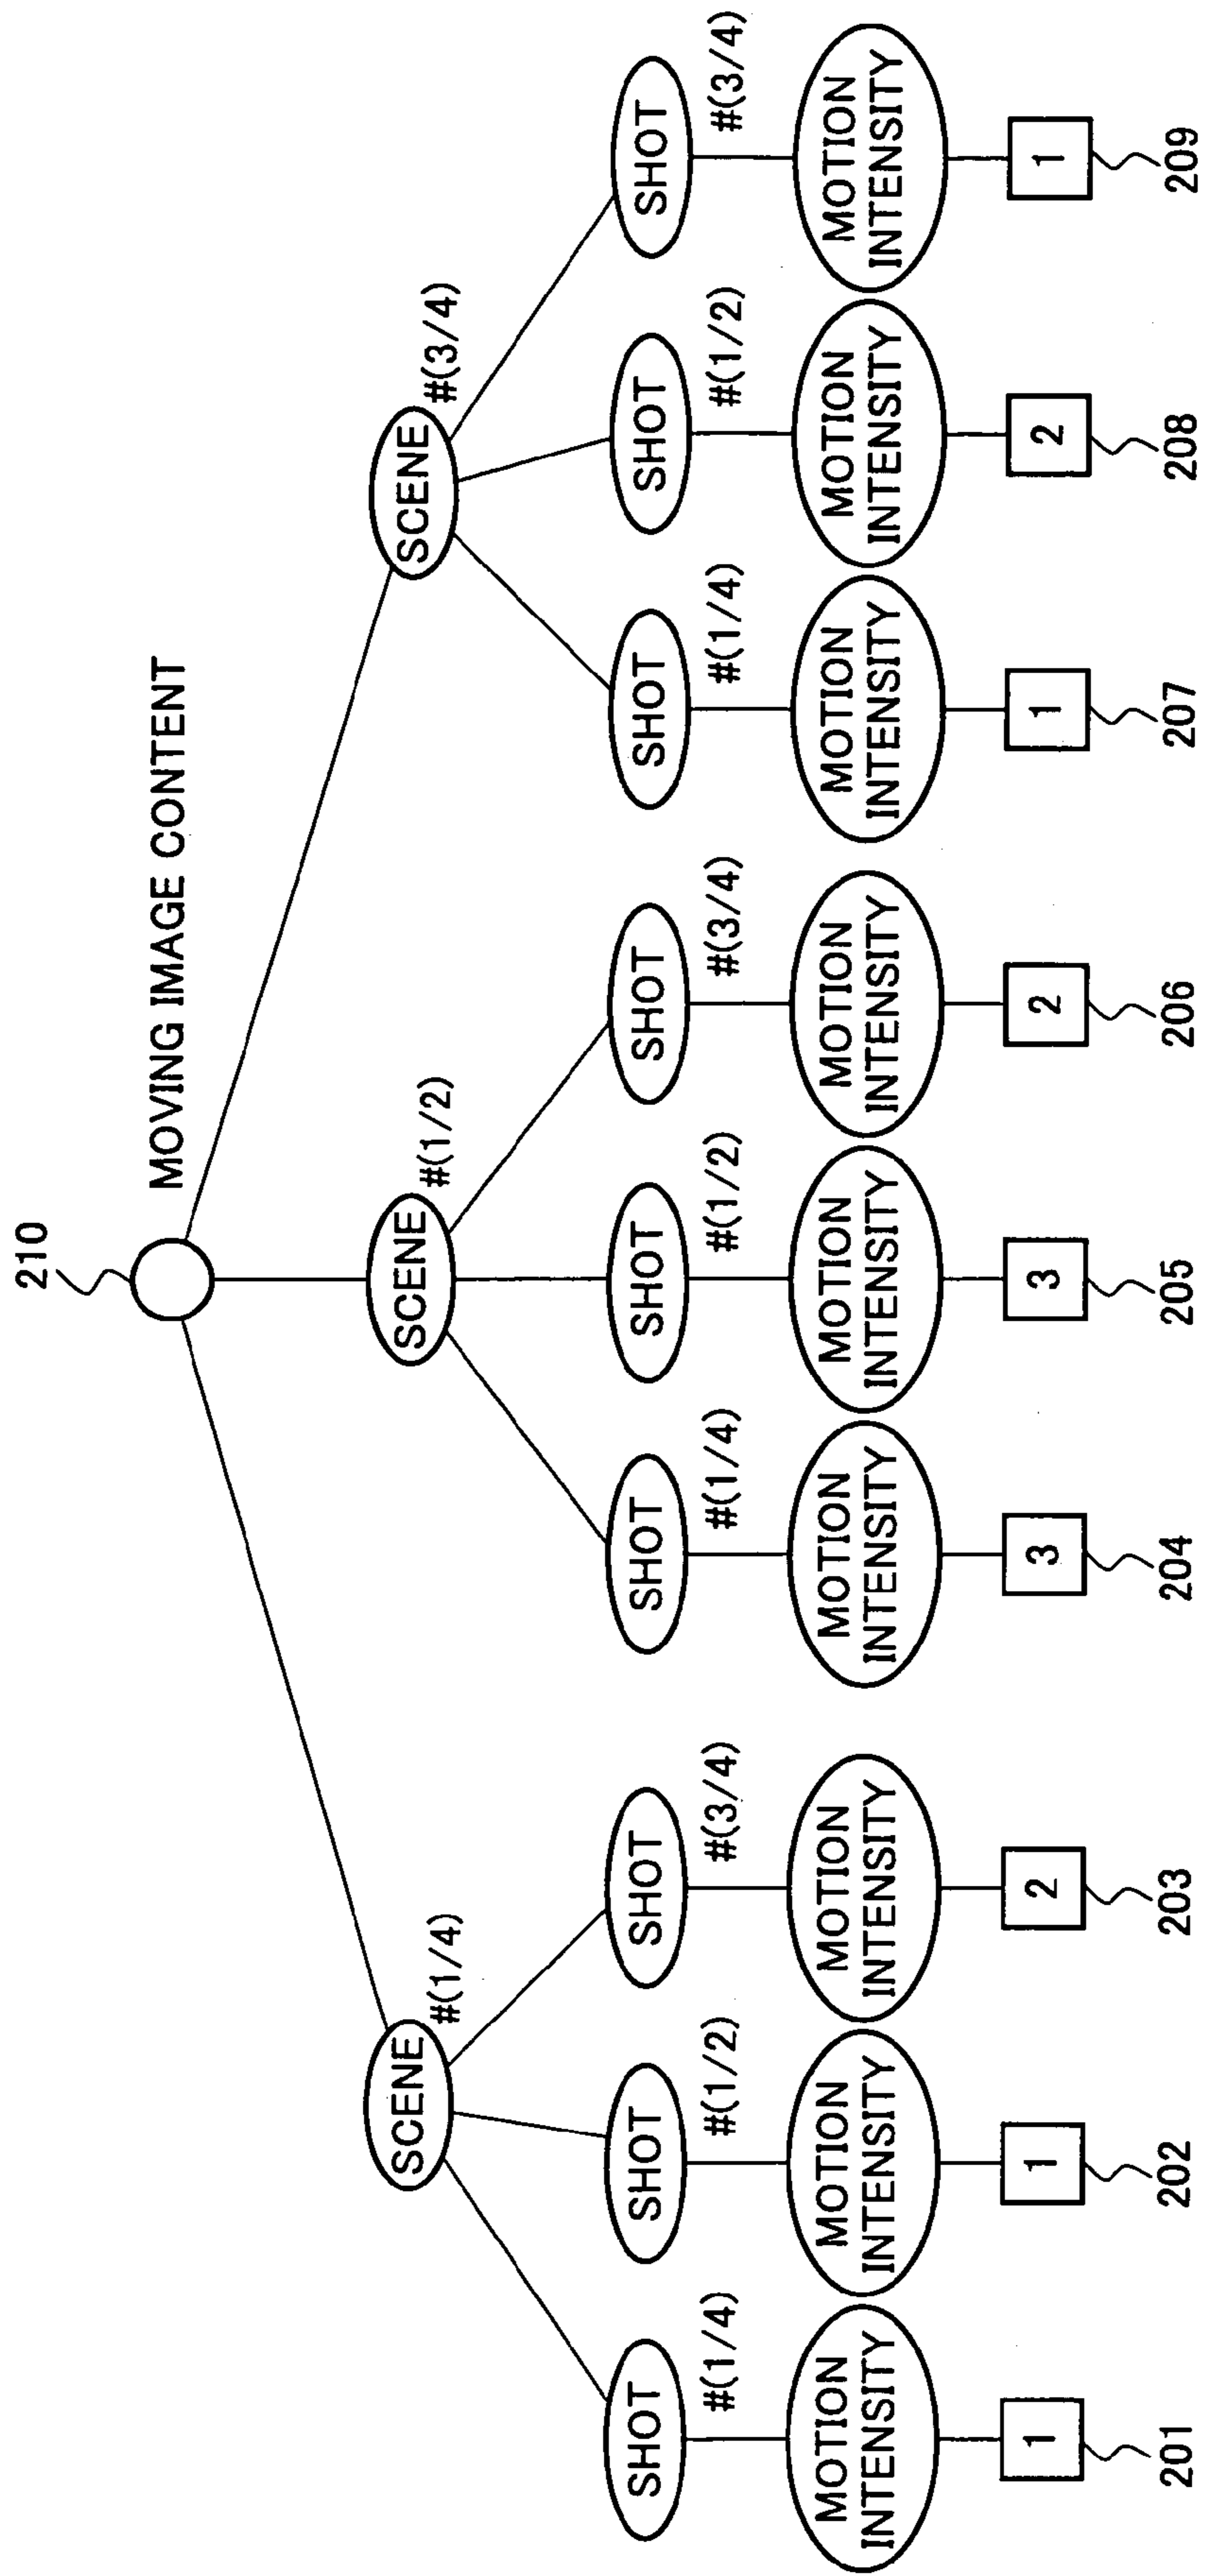 210
MOVING IMAGE CONTENT
SCENE
#(1/4)
SCENE
#(1/2)
SCENE
#(3/4)
SHOT
#(1/4)
SHOT
#(1/2)
SHOT
#(3/4)
SHOT
#(1/4)
SHOT
#(1/2)
SHOT
#(3/4)
SHOT
#(1/4)
SHOT
#(1/2)
SHOT
#(3/4)
MOTION
INTENSITY
MOTION
INTENSITY
MOTION
INTENSITY
MOTION
INTENSITY
MOTION
INTENSITY
MOTION
INTENSITY
MOTION
INTENSITY
MOTION
INTENSITY
MOTION
INTENSITY
1
1
2
3
3
2
1
2
1
201
202
203
204
205
206
207
208
209